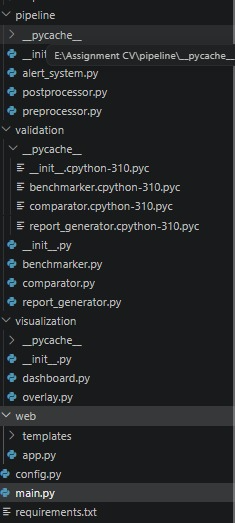 pipeline
__pycache__
__init
E:\Assignment CV\pipeline\__pycache__
alert_system.py
postprocessor.py
preprocessor.py
validation
__pycache__
__init__.cpython-310.pyc
benchmarker.cpython-310.pyc
comparator.cpython-310.pyc
report_generator.cpython-310.pyc
__init__.py
benchmarker.py
comparator.py
report_generator.py
visualization
__pycache__
__init__.py
dashboard.py
overlay.py
web
templates
app.py
config.py
main.py
requirements.txt